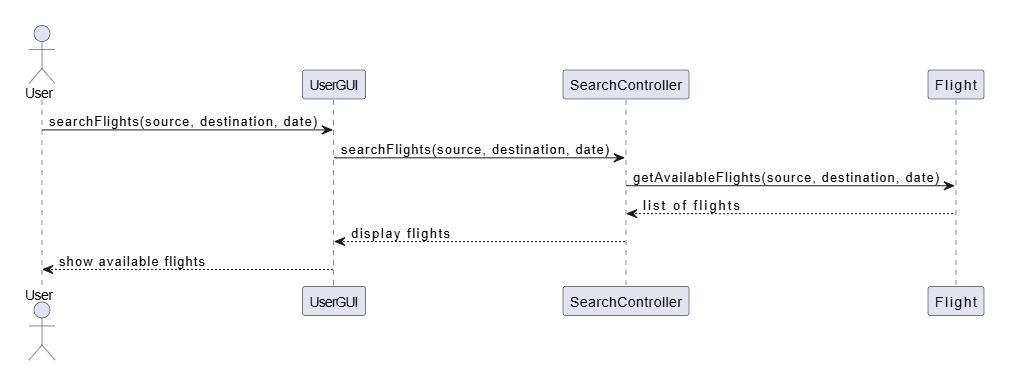 User
UserGUI
SearchController
Flight
searchFlights(source, destination, date)
searchFlights(source, destination, date)
getAvailableFlights(source, destination, date)
list of flights
display flights
show available flights
User
UserGUI
SearchController
Flight